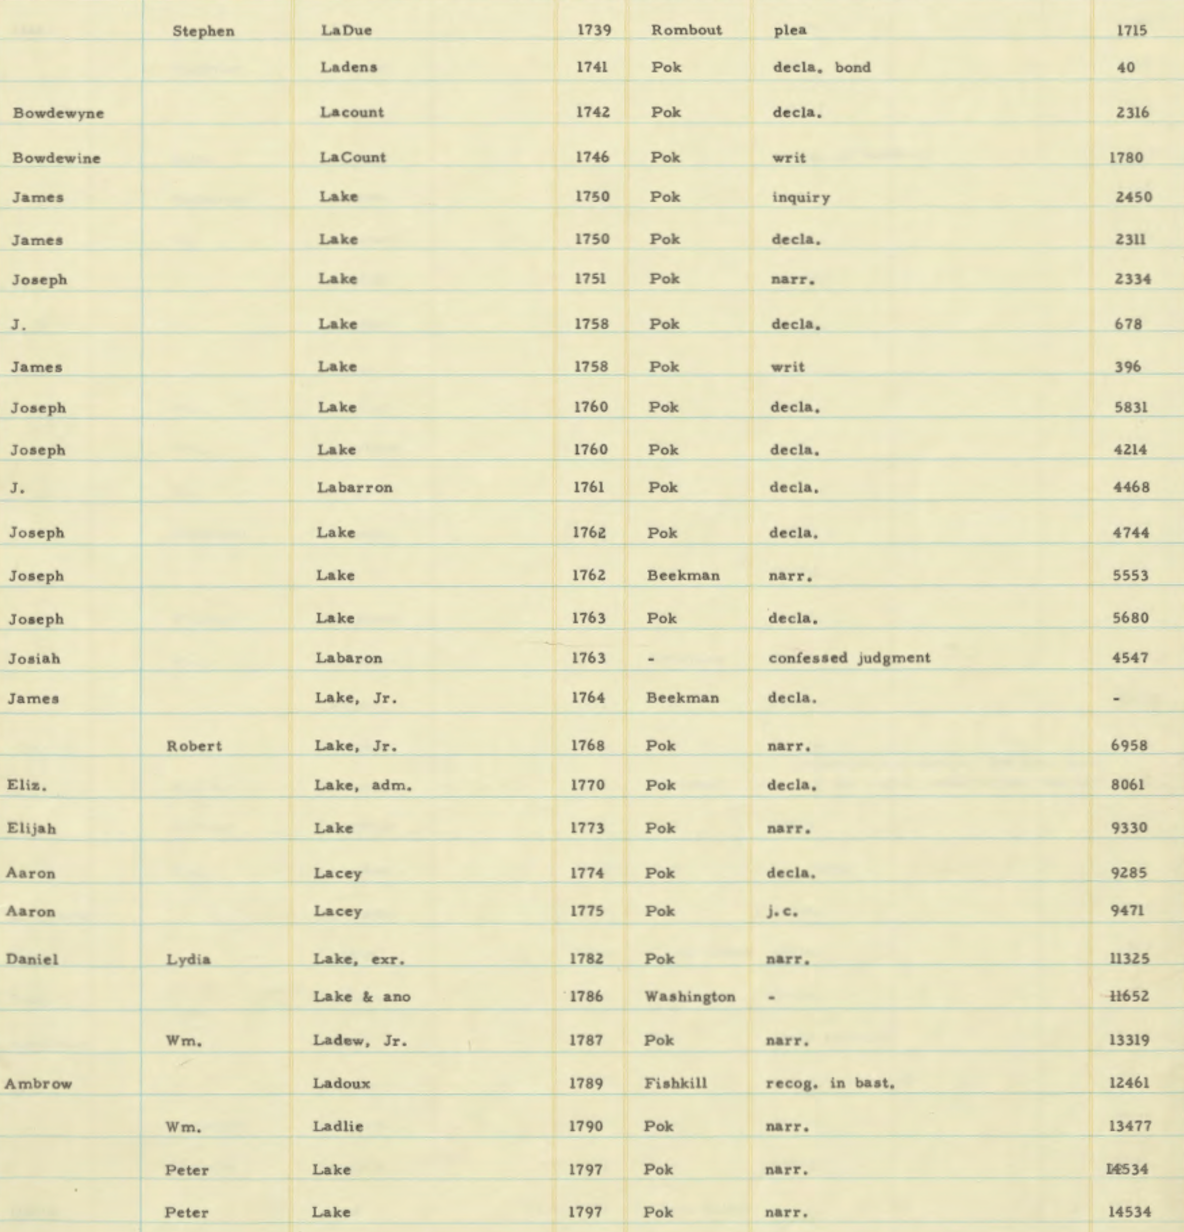 Stephen LaDue 1739 Rombout plea 1715
Ladens 1741 Pok decla. bond 40
Bowdewyne Lacount 1742 Pok decla. 2316
Bowdewine LaCount 1746 Pok writ 1780
James Lake 1750 Pok inquiry 2450
James Lake 1750 Pok decla. 2311
Joseph Lake 1751 Pok narr. 2334
J. Lake 1758 Pok decla. 678
James Lake 1758 Pok writ 396
Joseph Lake 1760 Pok decla. 5831
Joseph Lake 1760 Pok decla. 4214
J. Labarron 1761 Pok decla. 4468
Joseph Lake 1762 Pok decla. 4744
Joseph Lake 1762 Beekman narr. 5553
Joseph Lake 1763 Pok decla. 5680
Josiah Labaron 1763 - confessed judgment 4547
James Lake, Jr. 1764 Beekman decla. -
Robert Lake, Jr. 1768 Pok narr. 6958
Eliz. Lake, adm. 1770 Pok decla. 8061
Elijah Lake 1773 Pok narr. 9330
Aaron Lacey 1774 Pok decla. 9285
Aaron Lacey 1775 Pok j.c. 9471
Daniel Lydia Lake, exr. 1782 Pok narr. 11325
Lake & ano 1786 Washington - 11652
Wm. Ladew, Jr. 1787 Pok narr. 13319
Ambrow Ladoux 1789 Fishkill recog. in bast. 12461
Wm. Ladlie 1790 Pok narr. 13477
Peter Lake 1797 Pok narr. 14534
Peter Lake 1797 Pok narr. 14534